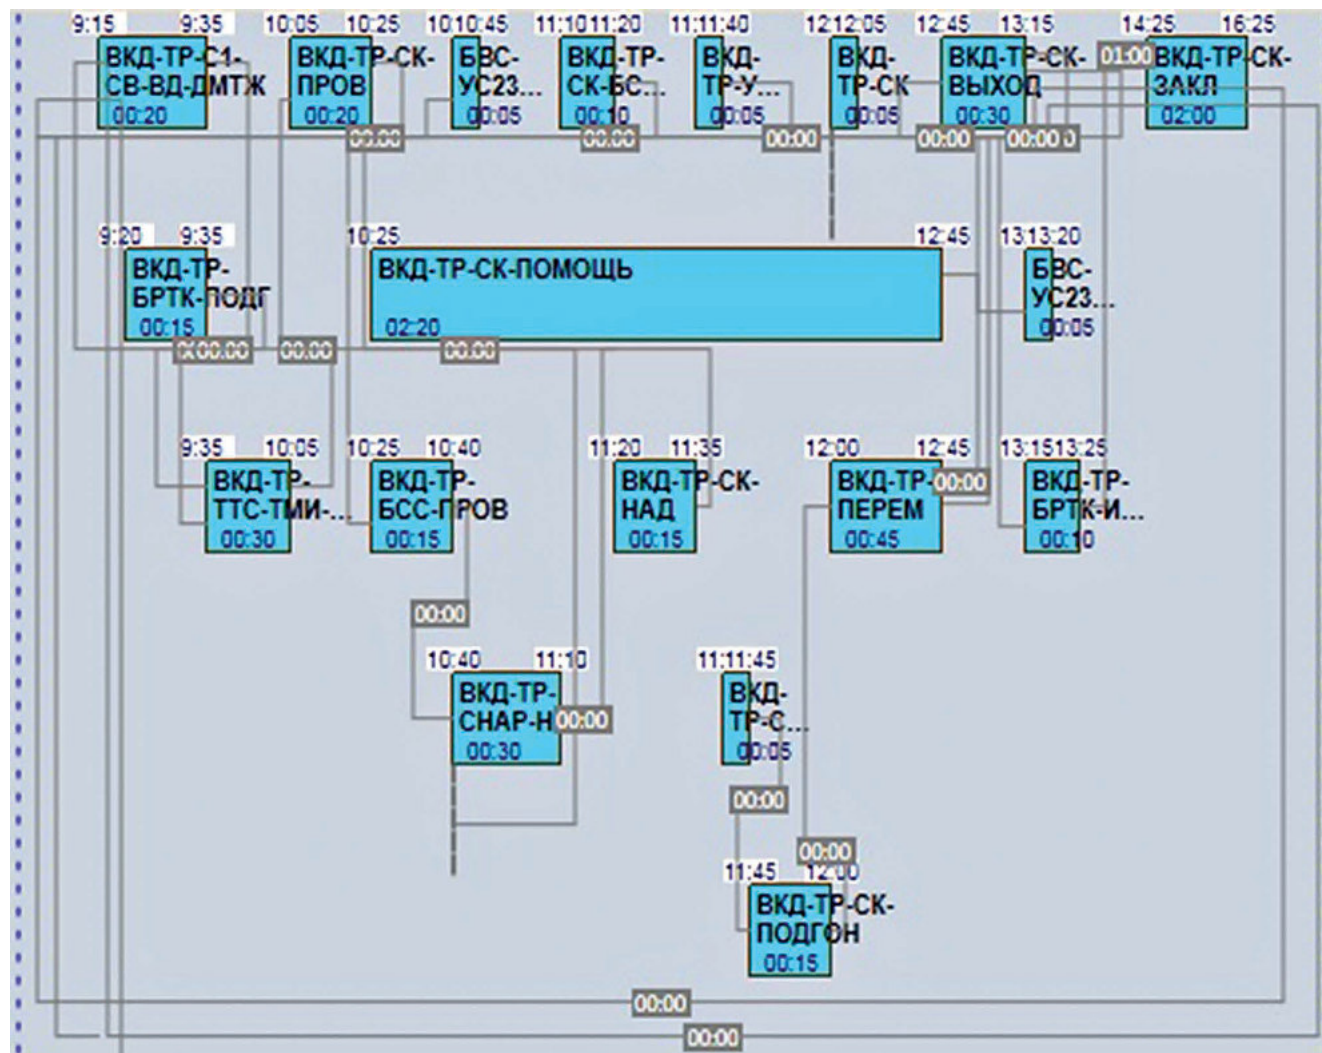 9:15 9:35 10:05 10:25 10:10:45 11:10 11:20 11:11:40 12:12:05 12:45 13:15 14:25 16:25
ВКД-ТР-С1-
СВ-ВД-ДМТЖ
00:20
ВКД-ТР-СК-
ПРОВ
00:20
БВС-
УС23...
00:05
ВКД-ТР-
СК-БС...
00:10
ВКД-
ТР-У...
00:05
ВКД-
ТР-СК
00:05
ВКД-ТР-СК-
ВЫХОД
00:30
01:00
ВКД-ТР-СК-
ЗАКЛ
02:00
00:00 00:00 00:00 00:00 00:00
9:20 9:35 10:25 12:45 13:13:20
ВКД-ТР-
БРТК-ПОДГ
00:15
ВКД-ТР-СК-ПОМОЩЬ
02:20
БВС-
УС23...
00:05
00:00 00:00 00:00
9:35 10:05 10:25 10:40 11:20 11:35 12:00 12:45 13:15 13:25
ВКД-ТР-
ТТС-ТМИ-...
00:30
ВКД-ТР-
БСС-ПРОВ
00:15
ВКД-ТР-СК-
НАД
00:15
ВКД-ТР-
ПЕРЕМ
00:45
00:00
ВКД-ТР-
БРТК-И...
00:10
00:00
10:40 11:10 11:11:45
ВКД-ТР-
СНАР-Н
00:30
00:00
ВКД-
ТР-С...
00:05
00:00
00:00
11:45 12:00
ВКД-ТР-СК-
ПОДГОН
00:15
00:00
00:00